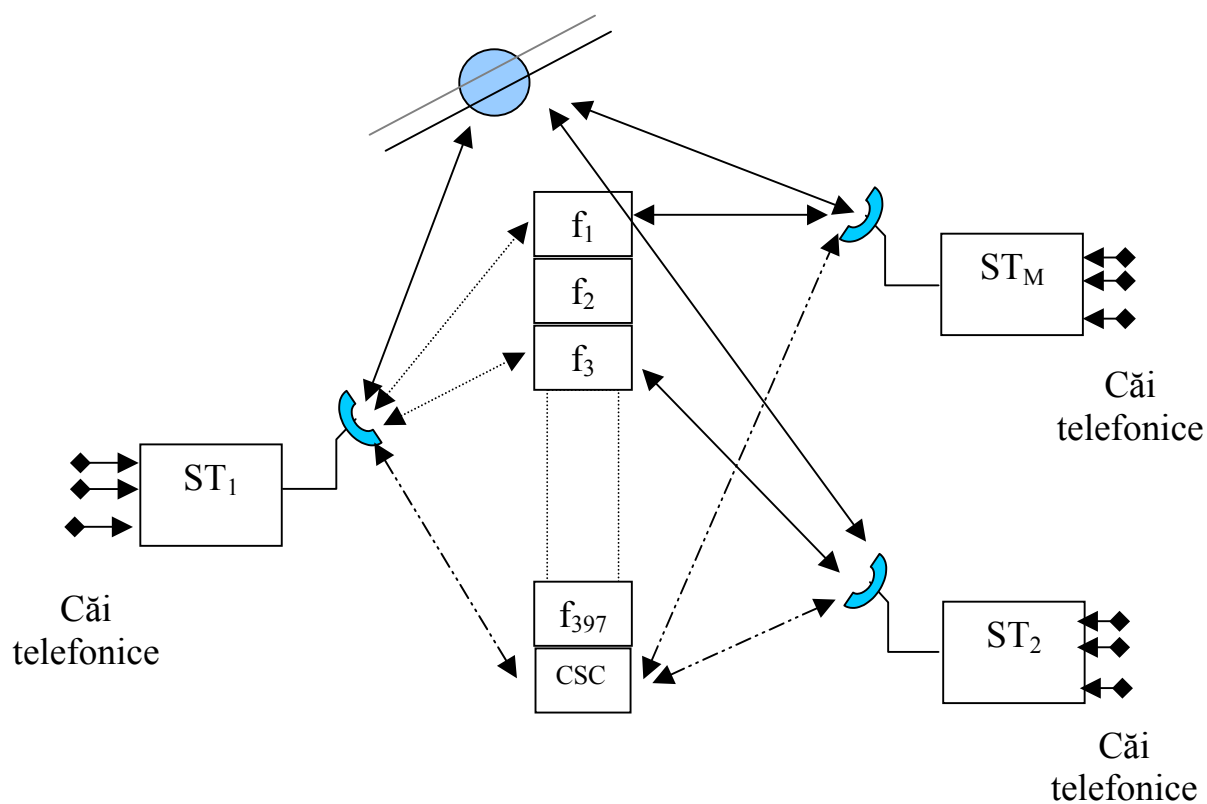 f₁
f₂
f₃
f₃₉₇
CSC
ST₁
Căi
telefonice
ST_M
Căi
telefonice
ST₂
Căi
telefonice